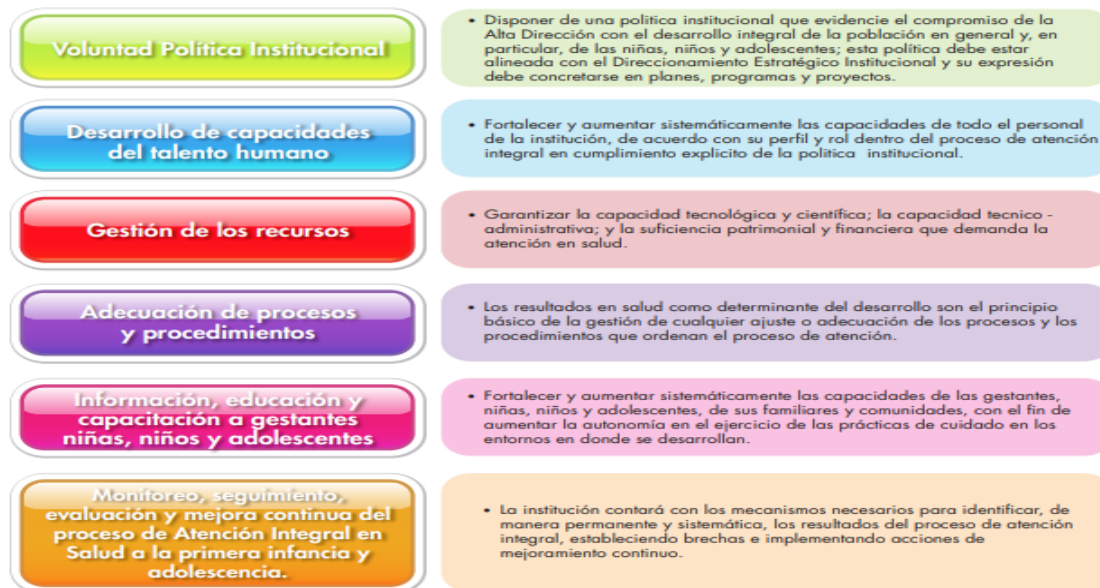 Voluntad Política Institucional
• Disponer de una politica institucional que evidencie el compromiso de la
Alta Dirección con el desarrollo integral de la población en general y, en
particular, de las niñas, niños y adolescentes; esta política debe estar
alineada con el Direccionamiento Estratégico Institucional y su expresión
debe concretarse en planes, programas y proyectos.
Desarrollo de capacidades
del talento humano
• Fortalecer y aumentar sistemáticamente las capacidades de todo el personal
de la institución, de acuerdo con su perfil y rol dentro del proceso de atención
integral en cumplimiento explicito de la politica institucional.
Gestión de los recursos
• Garantizar la capacidad tecnológica y científica; la capacidad tecnico -
administrativa; y la suficiencia patrimonial y financiera que demanda la
atención en salud.
Adecuación de procesos
y procedimientos
• Los resultados en salud como determinante del desarrollo son el principio
básico de la gestión de cualquier ajuste o adecuación de los procesos y los
procedimientos que ordenan el proceso de atención.
Información, educación y
capacitación a gestantes
niñas, niños y adolescentes
• Fortalecer y aumentar sistemáticamente las capacidades de las gestantes,
niñas, niños y adolescentes, de sus familiares y comunidades, con el fin de
aumentar la autonomía en el ejercicio de las prácticas de cuidado en los
entornos en donde se desarrollan.
Monitoreo, seguimiento,
evaluación y mejora continua del
proceso de Atención Integral en
Salud a la primera infancia y
adolescencia.
• La institución contará con los mecanismos necesarios para identificar, de
manera permanente y sistemática, los resultados del proceso de atención
integral, estableciendo brechas e implementando acciones de
mejoramiento continuo.